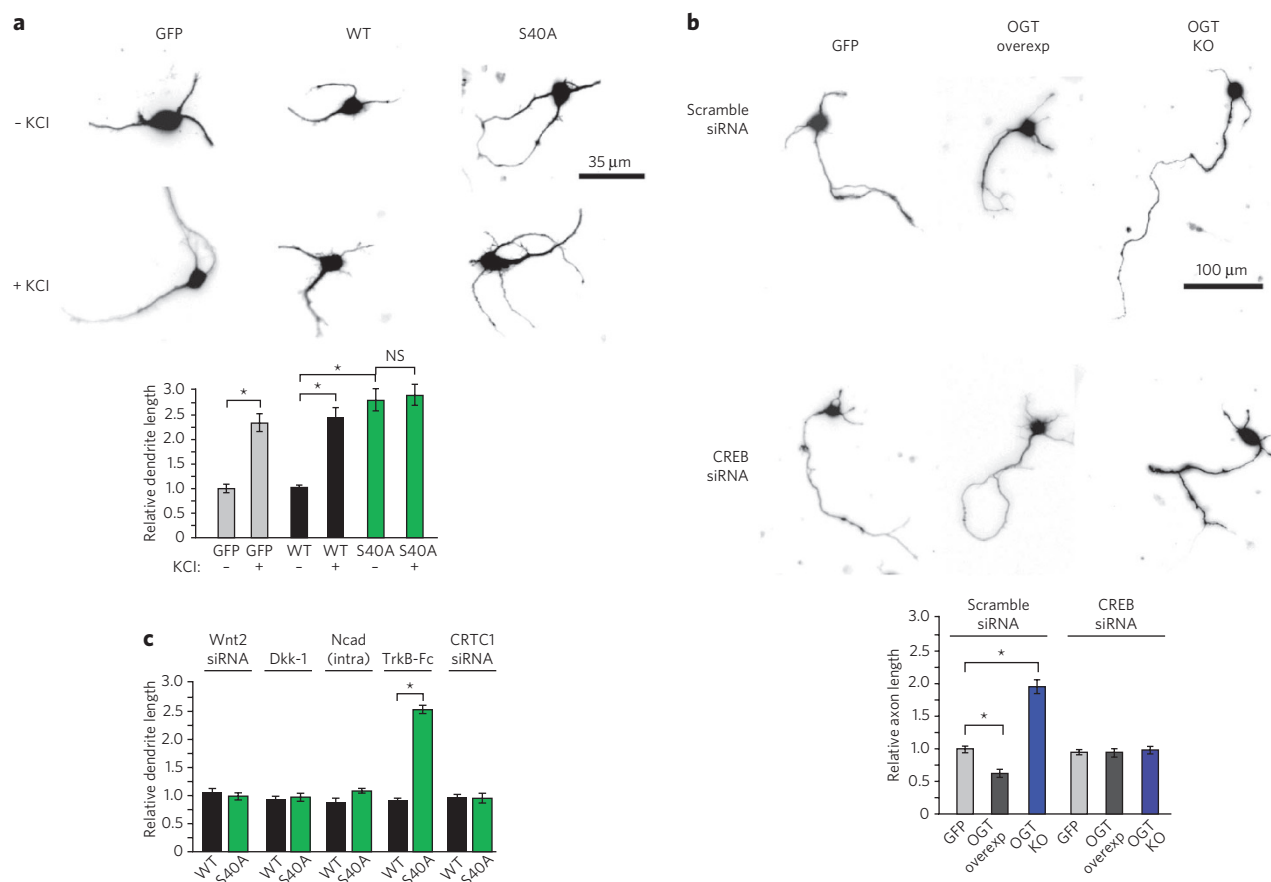 a
GFP
WT
S40A
– KCl
35 μm
+ KCl
NS
*
*
*
Relative dendrite length
3.0
2.5
2.0
1.5
1.0
0.5
0
GFP
GFP
WT
WT
S40A
S40A
KCl:
–
+
–
+
–
+
b
GFP
OGT
overexp
OGT
KO
Scramble
siRNA
100 μm
CREB
siRNA
Scramble
siRNA
CREB
siRNA
*
*
Relative axon length
3.0
2.5
2.0
1.5
1.0
0.5
0
GFP
OGT
overexp
OGT
KO
GFP
OGT
overexp
OGT
KO
c
Wnt2
siRNA
Dkk-1
Ncad
(intra)
TrkB-Fc
CRTC1
siRNA
*
Relative dendrite length
3.0
2.5
2.0
1.5
1.0
0.5
0
WT
S40A
WT
S40A
WT
S40A
WT
S40A
WT
S40A